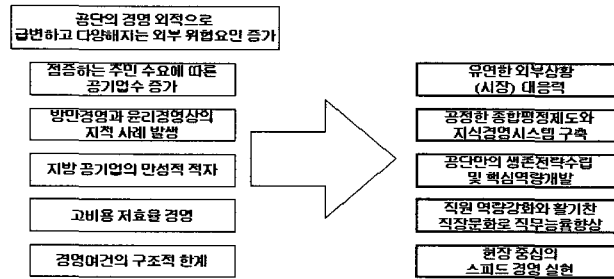 공단의 경영 외적으로
급변하고 다양해지는 외부 위협요인 증가
점증하는 주민 수요에 따른
공기업수 증가
방만경영과 윤리경영상의
지적 사례 발생
지방 공기업의 만성적 적자
고비용 저효율 경영
경영여건의 구조적 한계
유연한 외부상황
(시장) 대응력
공정한 종합평정제도와
지식경영시스템 구축
공단만의 생존전략수립
및 핵심역량개발
직원 역량강화와 활기찬
직장문화로 직무능률향상
현장 중심의
스피드 경영 실현